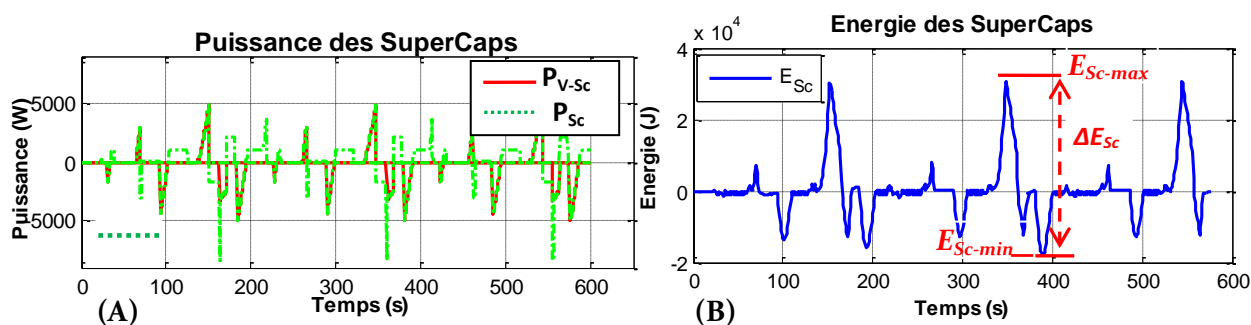 Puissance des SuperCaps
Puissance (W)
5000
0
-5000
P_V-Sc
P_Sc
0 100 200 300 400 500 600
Temps (s)
(A)
Energie des SuperCaps
x 10^4
Energie (J)
4
2
0
-2
E_Sc
E_Sc-max
ΔE_Sc
E_Sc-min
0 100 200 300 400 500 600
Temps (s)
(B)